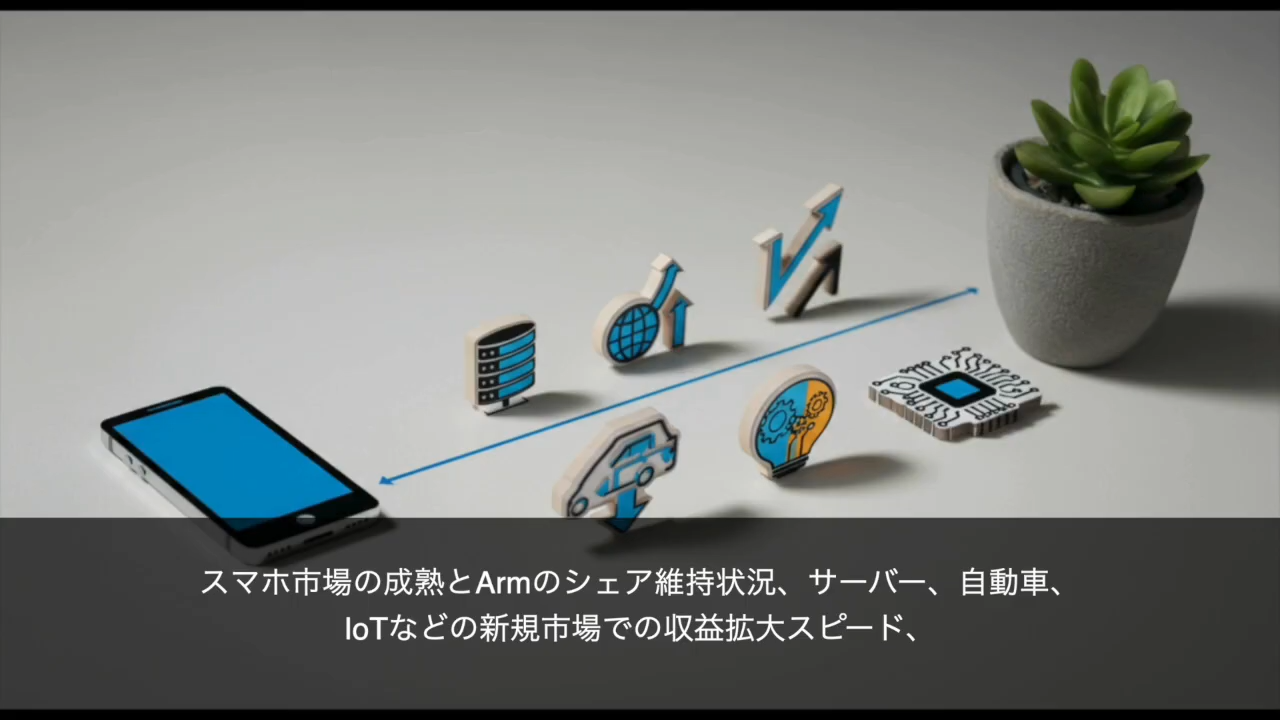 スマホ市場の成熟とArmのシェア維持状況、サーバー、自動車、
IoTなどの新規市場での収益拡大スピード、